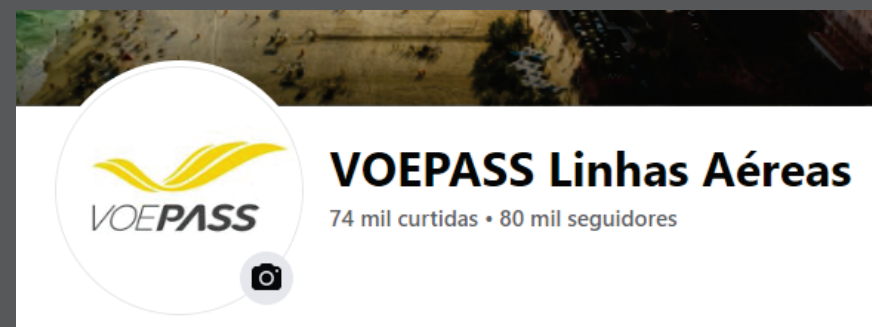 VOEPASS
VOEPASS Linhas Aéreas
74 mil curtidas • 80 mil seguidores